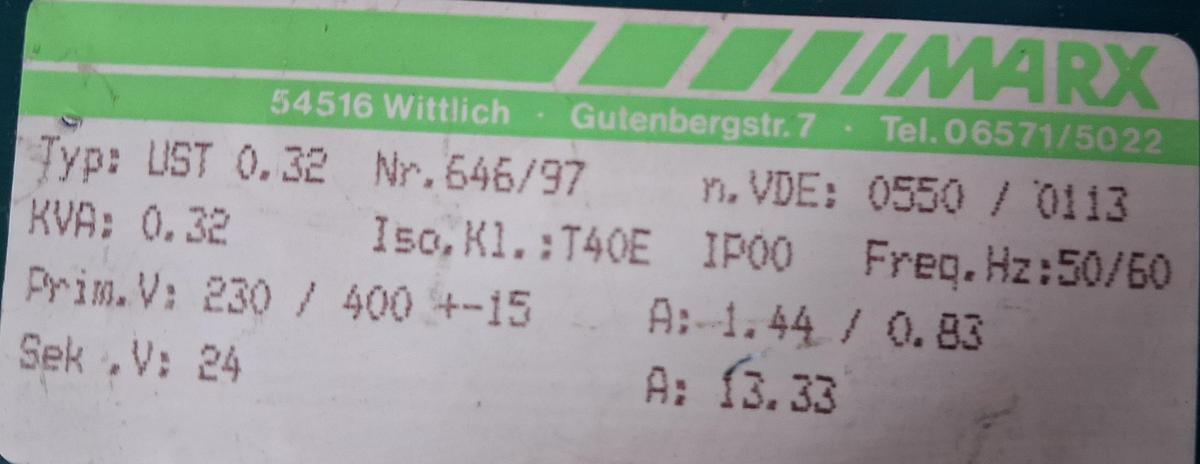 MARX
54516 Wittlich · Gutenbergstr. 7 · Tel. 06571/5022
Typ: UST 0.32 Nr.646/97 n.VDE: 0550 / 0113
KVA: 0.32 Iso.Kl.:T40E IP00 Freq.Hz:50/60
Prim.V: 230 / 400 +-15 A: 1.44 / 0.83
Sek .V: 24 A: 13.33